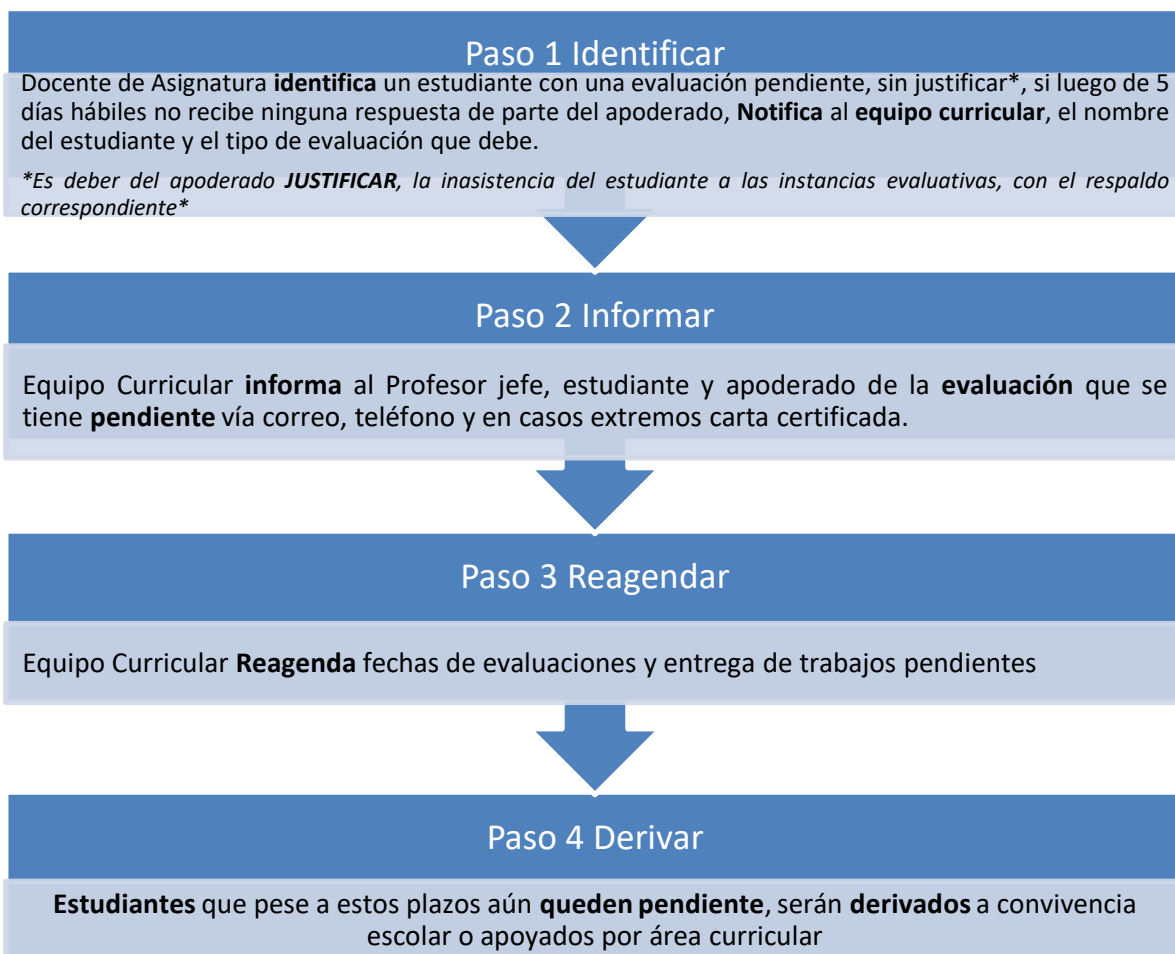 Paso 1 Identificar
Docente de Asignatura identifica un estudiante con una evaluación pendiente, sin justificar*, si luego de 5
días hábiles no recibe ninguna respuesta de parte del apoderado, Notifica al equipo curricular, el nombre
del estudiante y el tipo de evaluación que debe.
*Es deber del apoderado JUSTIFICAR, la inasistencia del estudiante a las instancias evaluativas, con el respaldo
correspondiente*
Paso 2 Informar
Equipo Curricular informa al Profesor jefe, estudiante y apoderado de la evaluación que se
tiene pendiente vía correo, teléfono y en casos extremos carta certificada.
Paso 3 Reagendar
Equipo Curricular Reagenda fechas de evaluaciones y entrega de trabajos pendientes
Paso 4 Derivar
Estudiantes que pese a estos plazos aún queden pendiente, serán derivados a convivencia
escolar o apoyados por área curricular